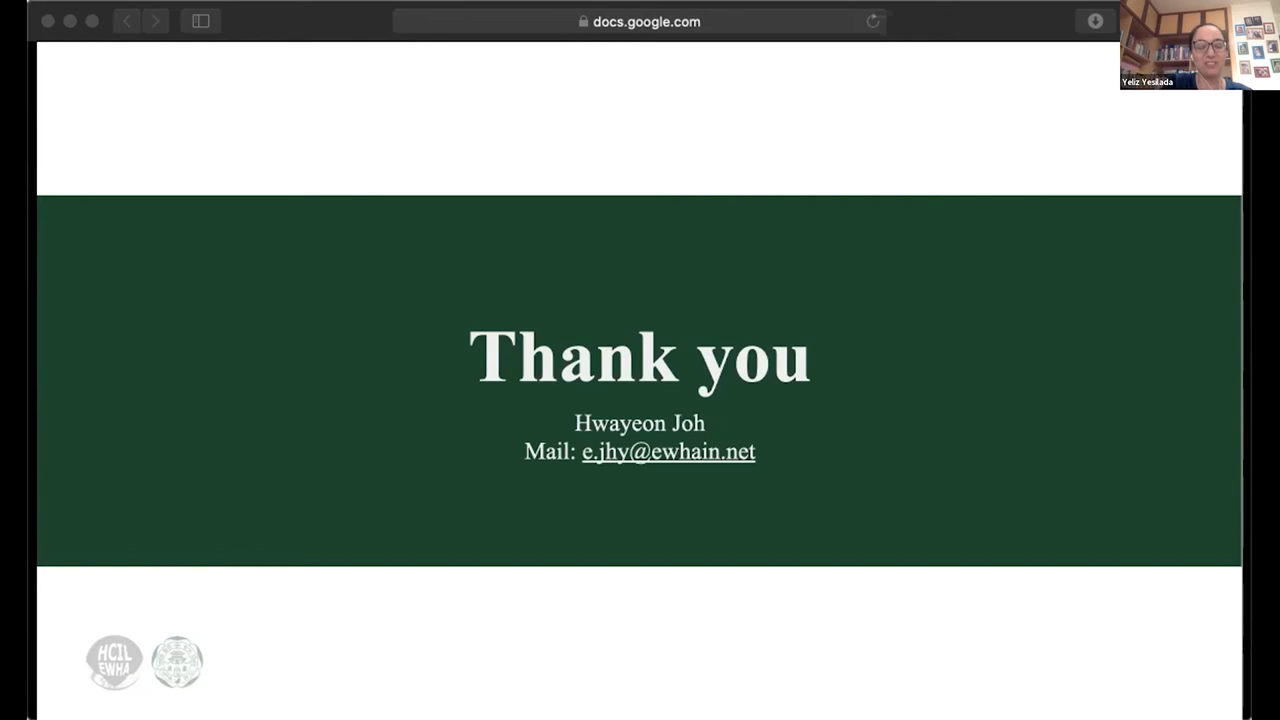 docs.google.com
Yeliz Yesilada
Thank you
Hwayeon Joh
Mail: e.jhy@ewhain.net
HCIL
EWHA